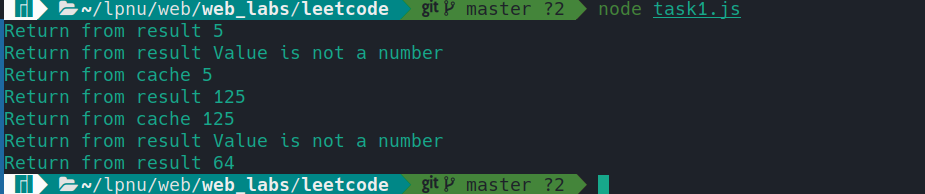 ~/lpnu/web/web_labs/leetcode git master ?2 node task1.js
Return from result 5
Return from result Value is not a number
Return from cache 5
Return from result 125
Return from cache 125
Return from result Value is not a number
Return from result 64
~/lpnu/web/web_labs/leetcode git master ?2